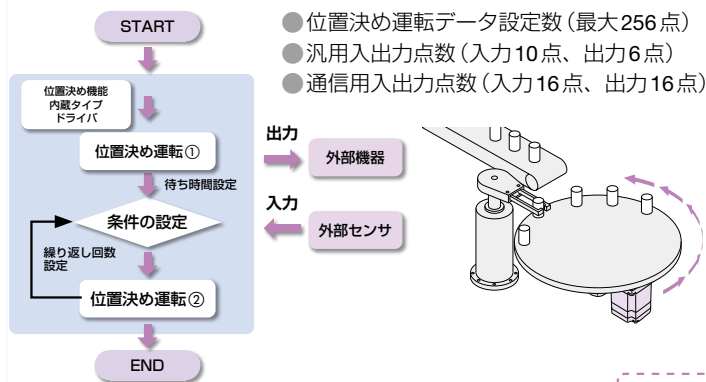 START
●位置決め運転データ設定数(最大256点)
●汎用入出力点数(入力10点、出力6点)
●通信用入出力点数(入力16点、出力16点)
位置決め機能
内蔵タイプ
ドライバ
位置決め運転①
出力
外部機器
待ち時間設定
条件の設定
入力
外部センサ
繰り返し回数
設定
位置決め運転②
END